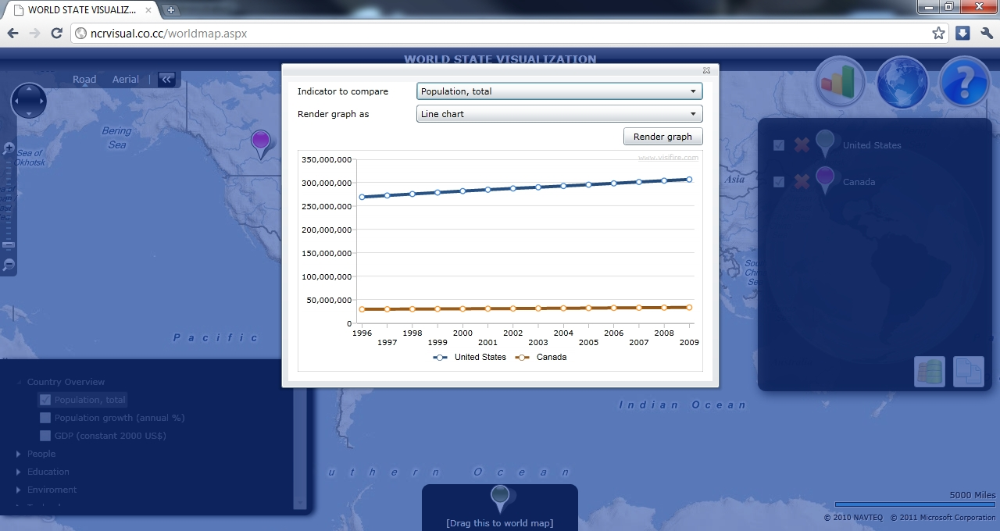 WORLD STATE VISUALIZ...
ncrvisual.co.cc/worldmap.aspx
WORLD STATE VISUALIZATION
Road Aerial | «
Bering
Sea
Sea of
Okhotsk
Indicator to compare Population, total
Render graph as Line chart
Render graph
www.visifire.com
350,000,000
300,000,000
250,000,000
200,000,000
150,000,000
100,000,000
50,000,000
0
1996 1998 2000 2002 2004 2006 2008
1997 1999 2001 2003 2005 2007 2009
United States Canada
United States
Canada
Asia
Pacific
Indian Ocean
Country Overview
Population, total
Population growth (annual %)
GDP (constant 2000 US$)
People
Education
Enviroment
uthern Ocean
[Drag this to world map]
5000 Miles
© 2010 NAVTEQ © 2011 Microsoft Corporation